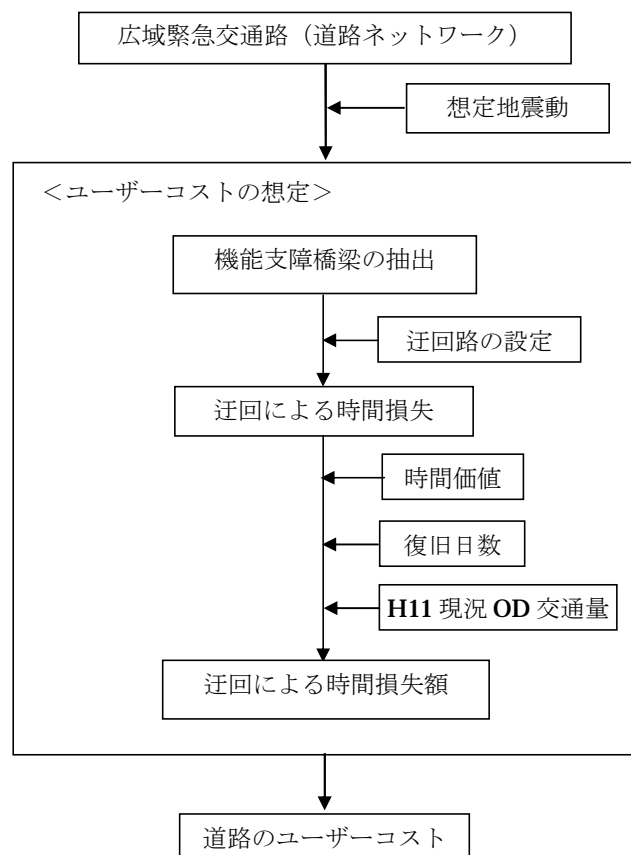 広域緊急交通路（道路ネットワーク）
想定地震動
＜ユーザーコストの想定＞
機能支障橋梁の抽出
迂回路の設定
迂回による時間損失
時間価値
復旧日数
H11 現況 OD 交通量
迂回による時間損失額
道路のユーザーコスト